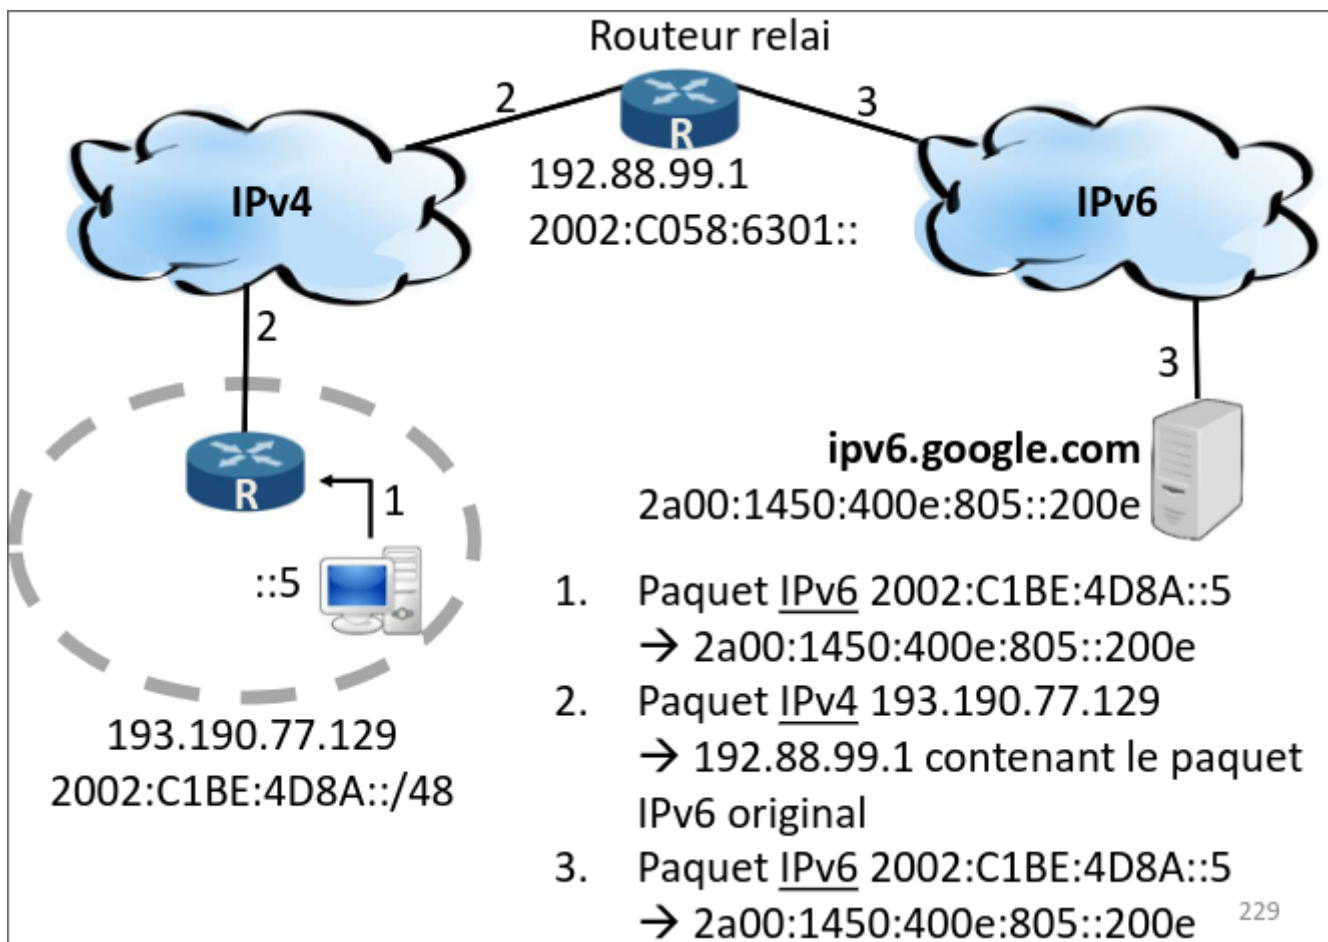 Routeur relai
2
3
R
IPv4
192.88.99.1
2002:C058:6301::
IPv6
2
3
R
1
::5
ipv6.google.com
2a00:1450:400e:805::200e
193.190.77.129
2002:C1BE:4D8A::/48
1. Paquet IPv6 2002:C1BE:4D8A::5
→ 2a00:1450:400e:805::200e
2. Paquet IPv4 193.190.77.129
→ 192.88.99.1 contenant le paquet
IPv6 original
3. Paquet IPv6 2002:C1BE:4D8A::5
→ 2a00:1450:400e:805::200e
229